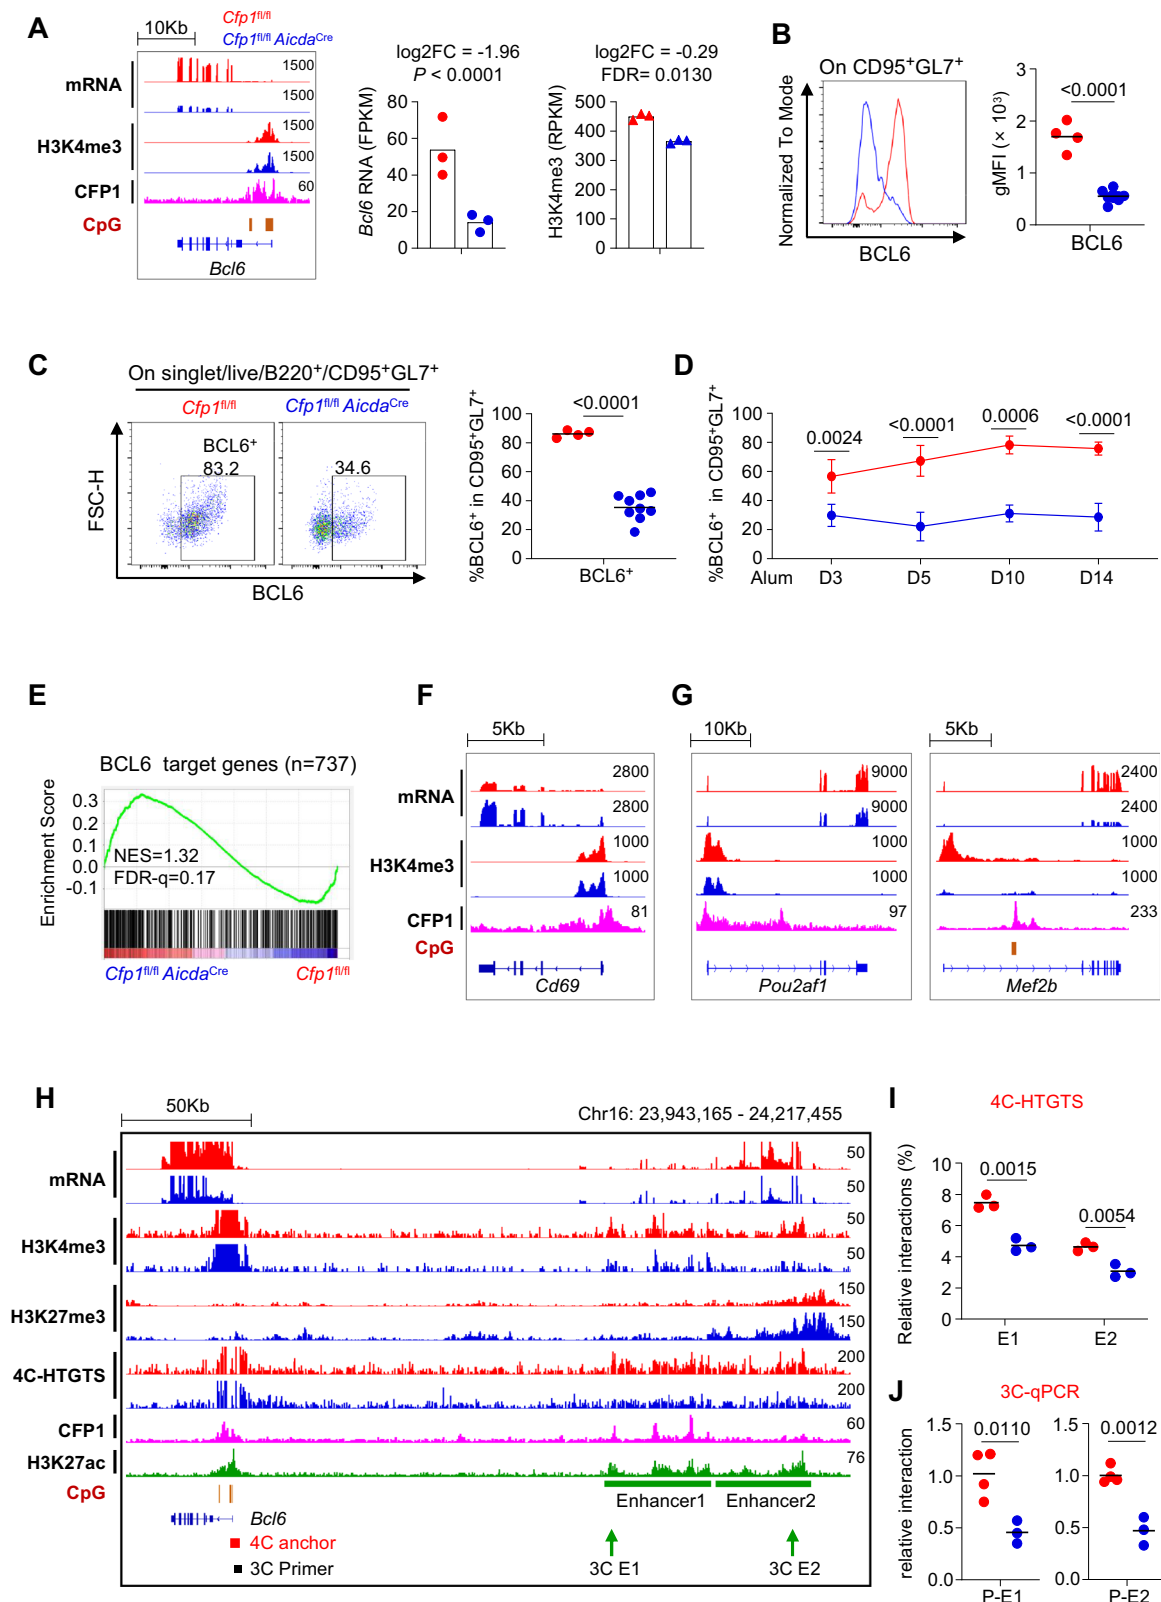 A
10Kb
Cfp1fl/fl
Cfp1fl/fl AicdaCre
mRNA
1500
1500
H3K4me3
1500
1500
CFP1
60
CpG
Bcl6
log2FC = -1.96
P < 0.0001
Bcl6 RNA (FPKM)
80
60
40
20
0
log2FC = -0.29
FDR= 0.0130
H3K4me3 (RPKM)
500
400
300
200
100
0
B
On CD95+GL7+
Normalized To Mode
BCL6
gMFI (× 10³)
3
2
1
0
<0.0001
BCL6
C
On singlet/live/B220+/CD95+GL7+
Cfp1fl/fl
Cfp1fl/fl AicdaCre
FSC-H
BCL6+
83.2
34.6
BCL6
%BCL6+ in CD95+GL7+
100
80
60
40
20
0
<0.0001
BCL6+
D
%BCL6+ in CD95+GL7+
100
80
60
40
20
0
0.0024
<0.0001
0.0006
<0.0001
Alum
D3
D5
D10
D14
E
BCL6 target genes (n=737)
Enrichment Score
0.3
0.2
0.1
0.0
-0.1
NES=1.32
FDR-q=0.17
Cfp1fl/fl AicdaCre
Cfp1fl/fl
F
5Kb
mRNA
2800
2800
H3K4me3
1000
1000
CFP1
81
CpG
Cd69
G
10Kb
9000
9000
1000
1000
97
Pou2af1
5Kb
2400
2400
1000
1000
233
Mef2b
H
50Kb
Chr16: 23,943,165 - 24,217,455
mRNA
50
50
H3K4me3
50
50
H3K27me3
150
150
4C-HTGTS
200
200
CFP1
60
H3K27ac
76
CpG
Enhancer1
Enhancer2
Bcl6
4C anchor
3C Primer
3C E1
3C E2
I
4C-HTGTS
Relative interactions (%)
10
8
6
4
2
0
0.0015
0.0054
E1
E2
J
3C-qPCR
relative interaction
1.5
1.0
0.5
0.0
0.0110
P-E1
1.5
1.0
0.5
0.0
0.0012
P-E2